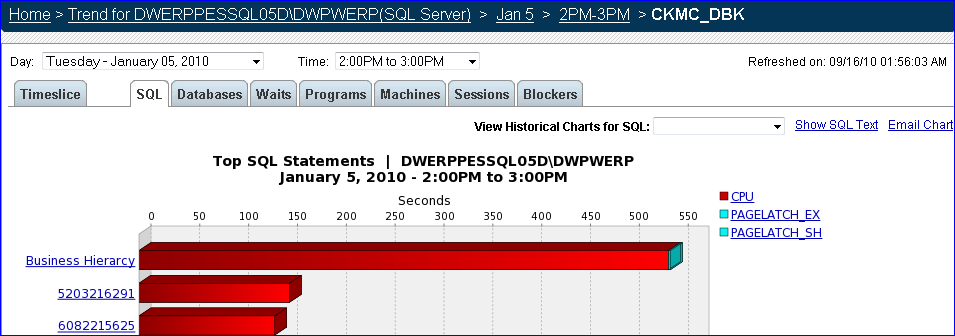 Home > Trend for DWERPPESSQL05D\DWPWERP(SQL Server) > Jan 5 > 2PM-3PM > CKMC_DBK
Day: Tuesday - January 05, 2010 Time: 2:00PM to 3:00PM Refreshed on: 09/16/10 01:56:03 AM
Timeslice SQL Databases Waits Programs Machines Sessions Blockers
View Historical Charts for SQL: Show SQL Text Email Chart
Top SQL Statements | DWERPPESSQL05D\DWPWERP
January 5, 2010 - 2:00PM to 3:00PM
Seconds
0 50 100 150 200 250 300 350 400 450 500 550
CPU
PAGELATCH_EX
PAGELATCH_SH
Business Hierarcy
5203216291
6082215625